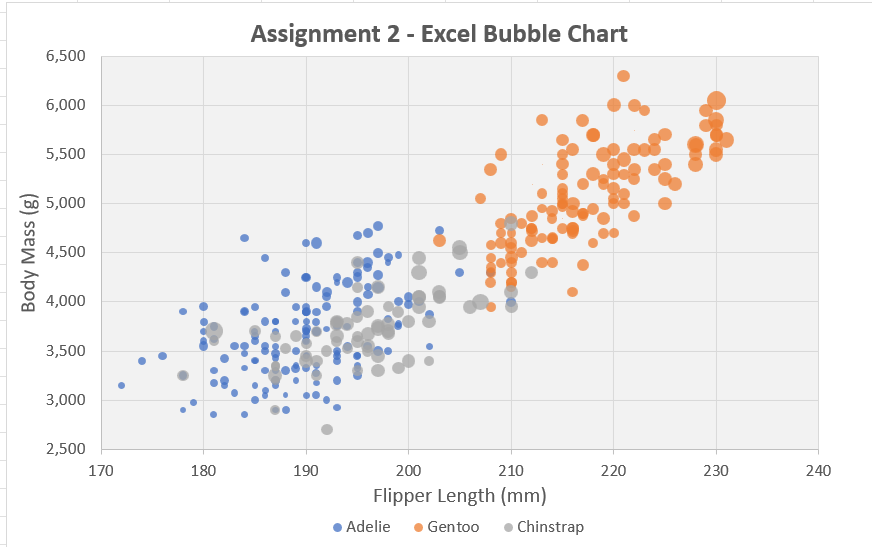 Assignment 2 - Excel Bubble Chart
6,500
6,000
5,500
5,000
4,500
4,000
3,500
3,000
2,500
Body Mass (g)
170 180 190 200 210 220 230 240
Flipper Length (mm)
Adelie Gentoo Chinstrap